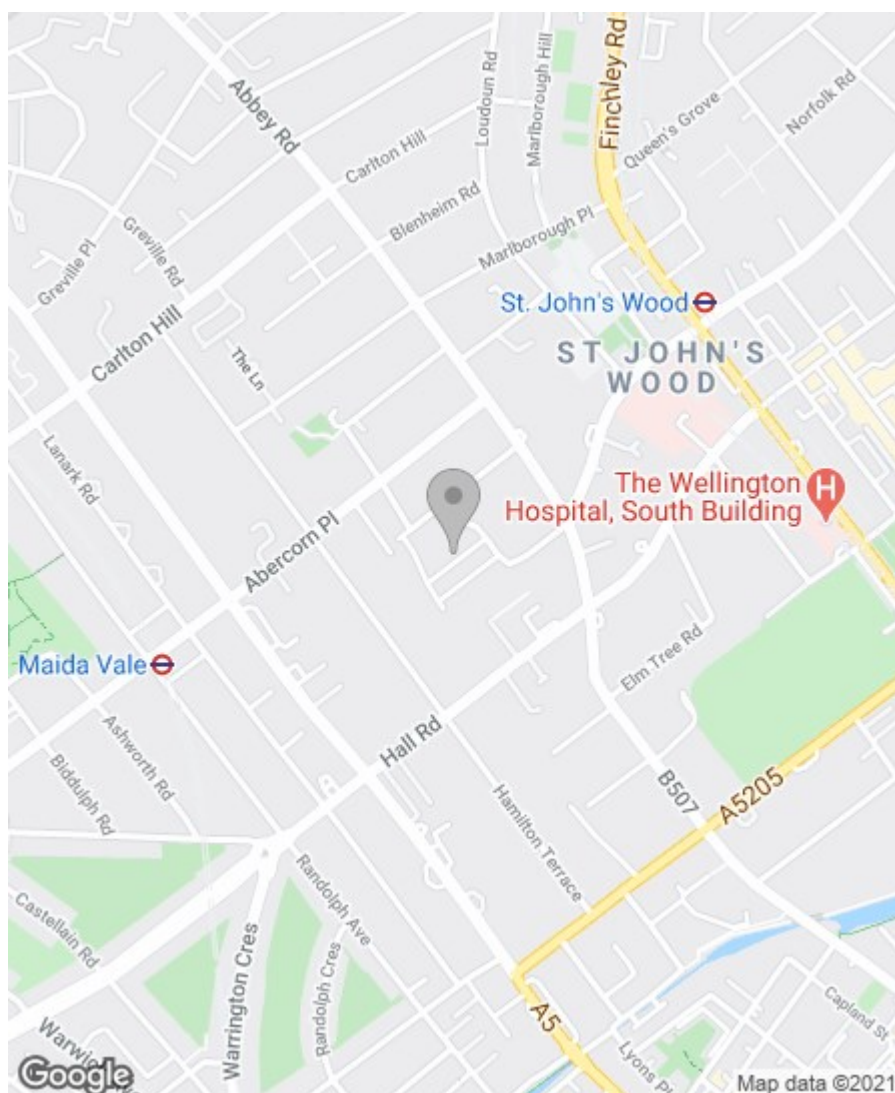 Abbey Rd
Loudoun Rd
Marlborough Hill
Finchley Rd
Norfolk Rd
Queen's Grove
Carlton Hill
Blenheim Rd
Marlborough Pl
Greville Rd
Greville Pl
St. John's Wood
ST JOHN'S
WOOD
Carlton Hill
The Ln
Lanark Rd
The Wellington
Hospital, South Building
H
Abercorn Pl
Maida Vale
Elm Tree Rd
Ashworth Rd
Biddulph Rd
Hall Rd
Hamilton Terrace
B507
A5205
Castellain Rd
Randolph Ave
Randolph Cres
Warrington Cres
A5
Capland St
Lyons Pl
Warwic
Google
Map data ©2021